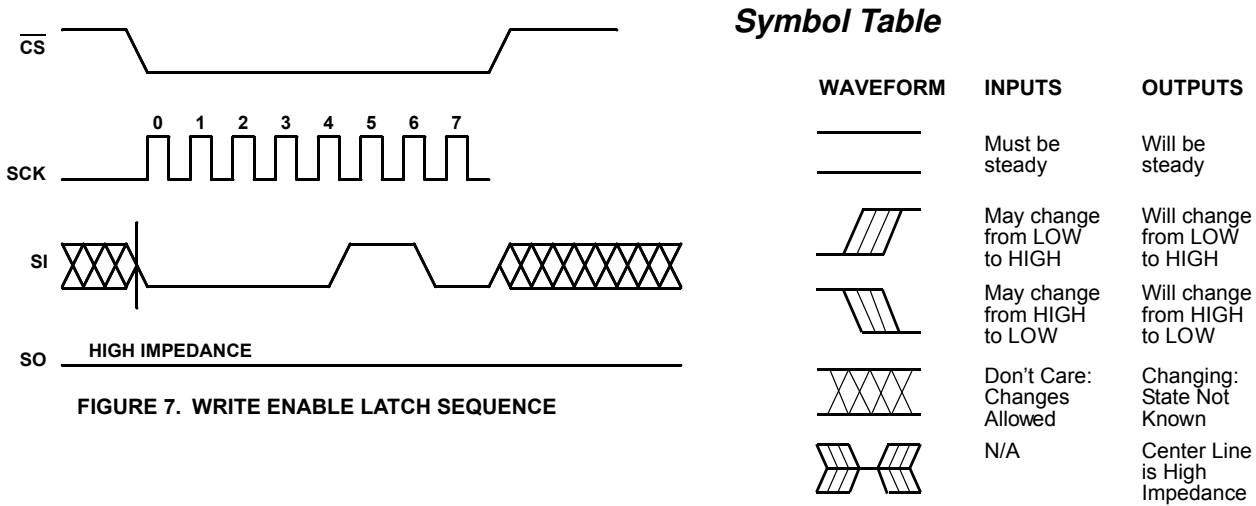 CS
0 1 2 3 4 5 6 7
SCK
SI
SO
HIGH IMPEDANCE
FIGURE 7. WRITE ENABLE LATCH SEQUENCE
Symbol Table
WAVEFORM INPUTS OUTPUTS
Must be
steady
Will be
steady
May change
from LOW
to HIGH
Will change
from LOW
to HIGH
May change
from HIGH
to LOW
Will change
from HIGH
to LOW
Don't Care:
Changes
Allowed
Changing:
State Not
Known
N/A
Center Line
is High
Impedance